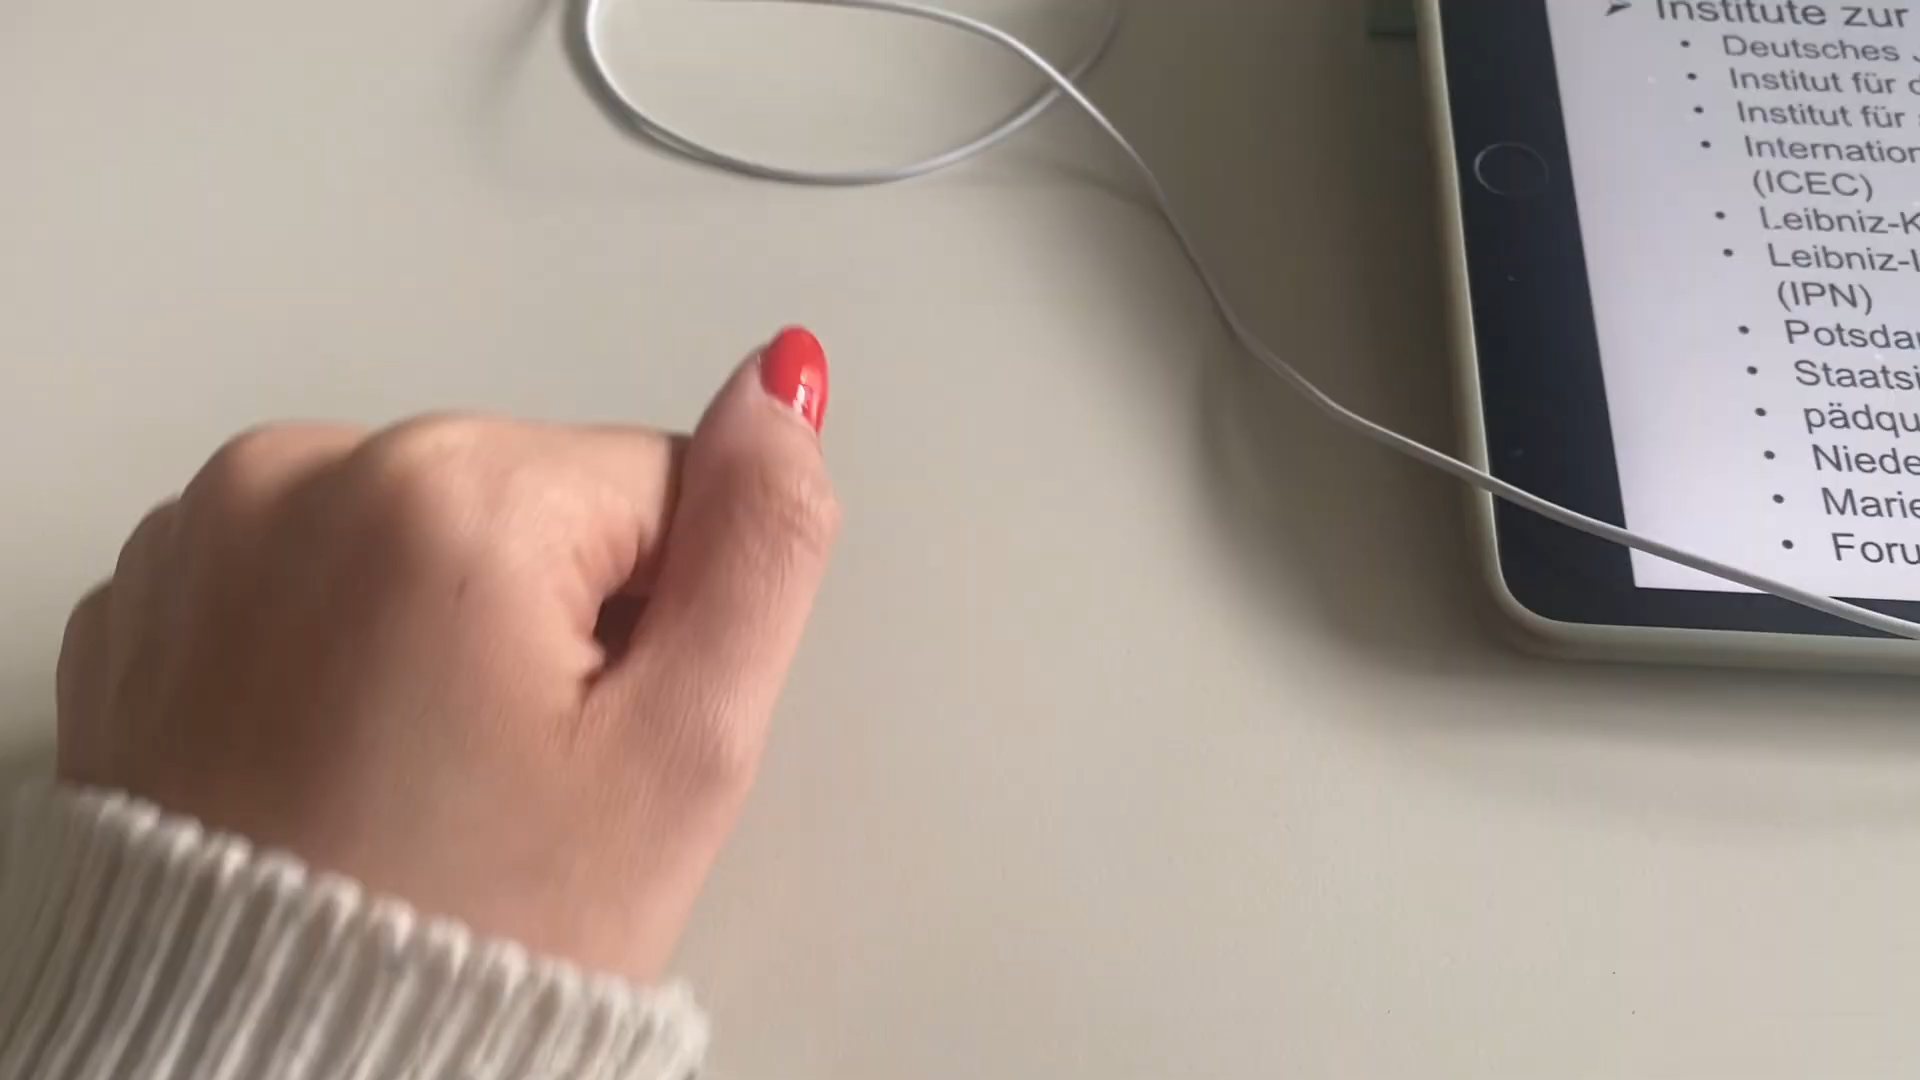 ➢ Institute zur
• Deutsches
• Institut für
• Institut für
• Internation
(ICEC)
• Leibniz-K
• Leibniz-I
(IPN)
• Potsda
• Staatsi
• pädqu
• Niede
• Marie
• Foru